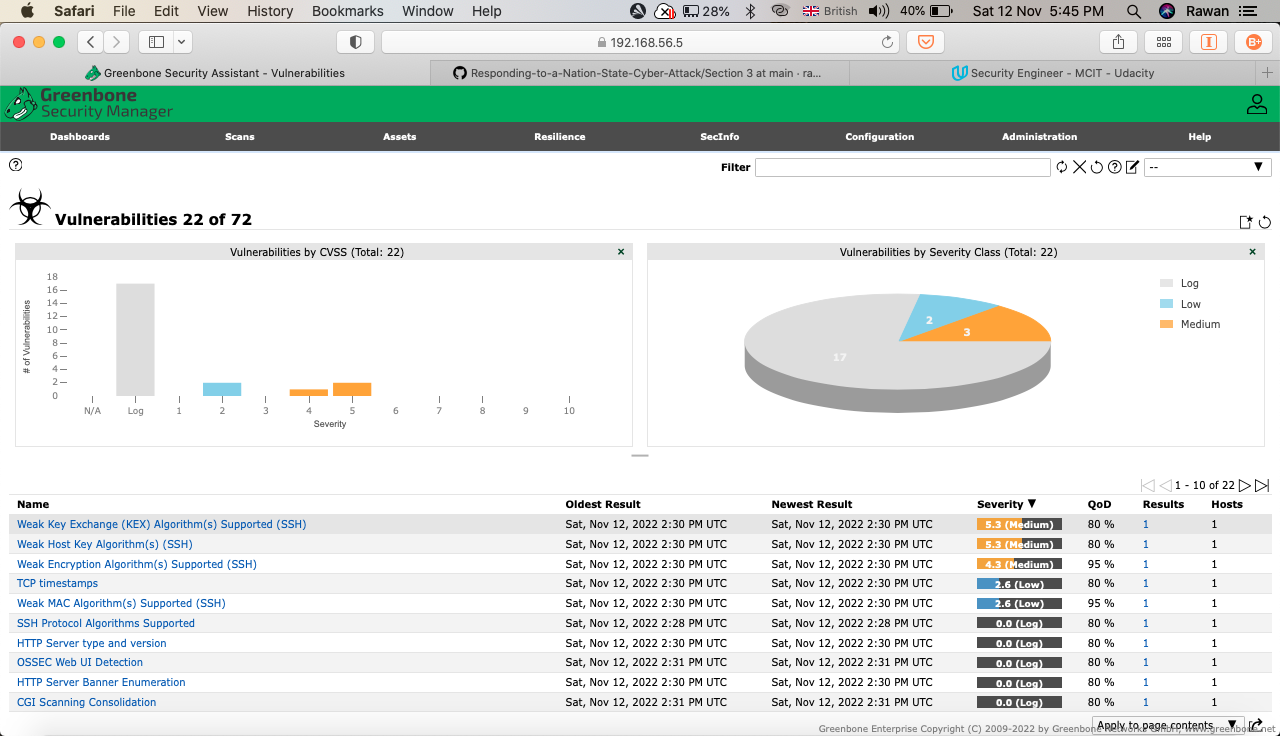 Safari File Edit View History Bookmarks Window Help 28% British 40% Sat 12 Nov 5:45 PM Rawan
192.168.56.5
Greenbone Security Assistant - Vulnerabilities Responding-to-a-Nation-State-Cyber-Attack/Section 3 at main · ra... Security Engineer - MCIT - Udacity
Greenbone
Security Manager
Dashboards Scans Assets Resilience SecInfo Configuration Administration Help
Filter --
Vulnerabilities 22 of 72
Vulnerabilities by CVSS (Total: 22) ×
# of Vulnerabilities
18
16
14
12
10
8
6
4
2
0
N/A Log 1 2 3 4 5 6 7 8 9 10
Severity
Vulnerabilities by Severity Class (Total: 22) ×
Log
Low
Medium
2
3
17
1 - 10 of 22
Name Oldest Result Newest Result Severity ▼ QoD Results Hosts
Weak Key Exchange (KEX) Algorithm(s) Supported (SSH) Sat, Nov 12, 2022 2:30 PM UTC Sat, Nov 12, 2022 2:30 PM UTC 5.3 (Medium) 80 % 1 1
Weak Host Key Algorithm(s) (SSH) Sat, Nov 12, 2022 2:30 PM UTC Sat, Nov 12, 2022 2:30 PM UTC 5.3 (Medium) 80 % 1 1
Weak Encryption Algorithm(s) Supported (SSH) Sat, Nov 12, 2022 2:30 PM UTC Sat, Nov 12, 2022 2:30 PM UTC 4.3 (Medium) 95 % 1 1
TCP timestamps Sat, Nov 12, 2022 2:30 PM UTC Sat, Nov 12, 2022 2:30 PM UTC 2.6 (Low) 80 % 1 1
Weak MAC Algorithm(s) Supported (SSH) Sat, Nov 12, 2022 2:30 PM UTC Sat, Nov 12, 2022 2:30 PM UTC 2.6 (Low) 95 % 1 1
SSH Protocol Algorithms Supported Sat, Nov 12, 2022 2:28 PM UTC Sat, Nov 12, 2022 2:28 PM UTC 0.0 (Log) 80 % 1 1
HTTP Server type and version Sat, Nov 12, 2022 2:30 PM UTC Sat, Nov 12, 2022 2:30 PM UTC 0.0 (Log) 80 % 1 1
OSSEC Web UI Detection Sat, Nov 12, 2022 2:31 PM UTC Sat, Nov 12, 2022 2:31 PM UTC 0.0 (Log) 80 % 1 1
HTTP Server Banner Enumeration Sat, Nov 12, 2022 2:31 PM UTC Sat, Nov 12, 2022 2:31 PM UTC 0.0 (Log) 80 % 1 1
CGI Scanning Consolidation Sat, Nov 12, 2022 2:31 PM UTC Sat, Nov 12, 2022 2:31 PM UTC 0.0 (Log) 80 % 1 1
Apply to page contents ▼
Greenbone Enterprise Copyright (C) 2009-2022 by Greenbone Networks GmbH, www.greenbone.net